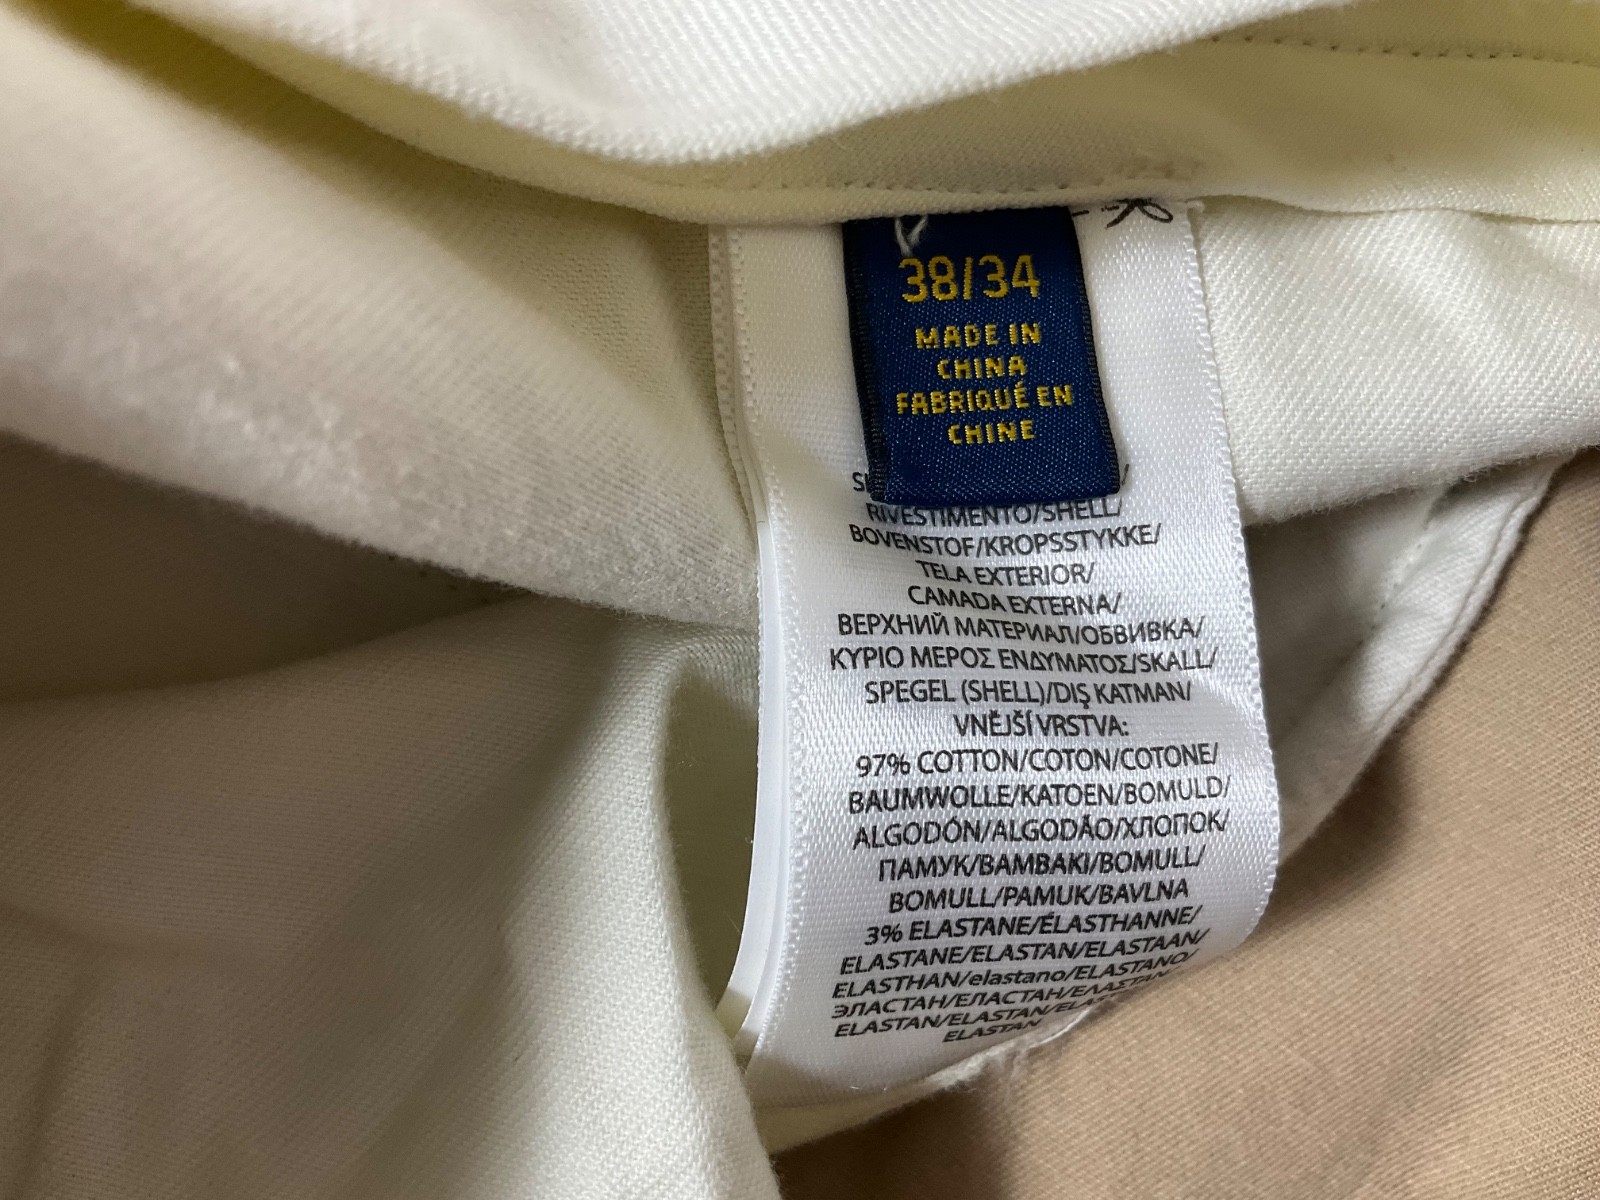 38/34
MADE IN
CHINA
FABRIQUÉ EN
CHINE
RIVESTIMENTO/SHELL/
BOVENSTOF/KROPSSTYKKE/
TELA EXTERIOR/
CAMADA EXTERNA/
ВЕРХНИЙ МАТЕРИАЛ/ОБВИВКА/
ΚΥΡΙΟ ΜΕΡΟΣ ΕΝΔΥΜΑΤΟΣ/SKALL/
SPEGEL (SHELL)/DIŞ KATMAN/
VNĚJŠÍ VRSTVA:
97% COTTON/COTON/COTONE/
BAUMWOLLE/KATOEN/BOMULD/
ALGODÓN/ALGODÃO/ХЛОПОК/
ПАМУК/ΒΑΜΒΑΚΙ/BOMULL/
BOMULL/PAMUK/BAVLNA
3% ELASTANE/ÉLASTHANNE/
ELASTANE/ELASTAN/ELASTAAN/
ELASTHAN/elastano/ELASTANO/
ЭЛАСТАН/ЕЛАСТАН/
ELASTAN/ELASTAN/
ELASTAN